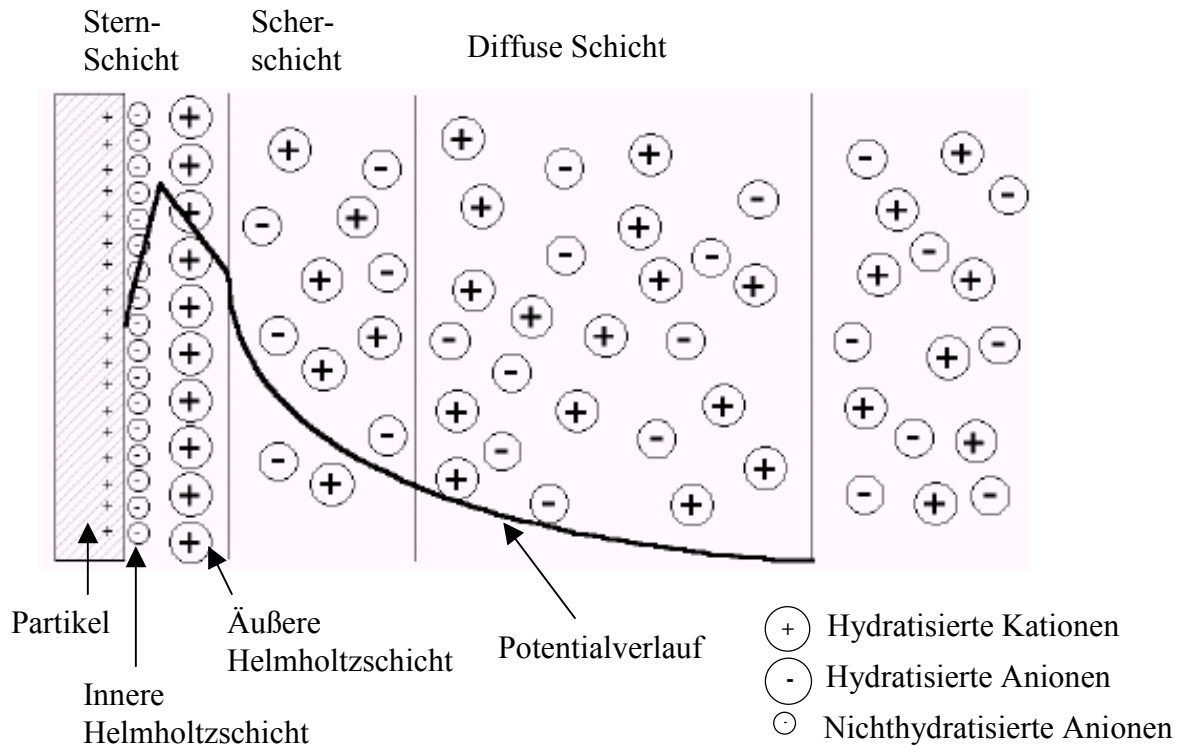 Stern-
Schicht
Scher-
schicht
Diffuse Schicht
Partikel
Innere
Helmholtzschicht
Äußere
Helmholtzschicht
Potentialverlauf
Hydratisierte Kationen
Hydratisierte Anionen
Nichthydratisierte Anionen